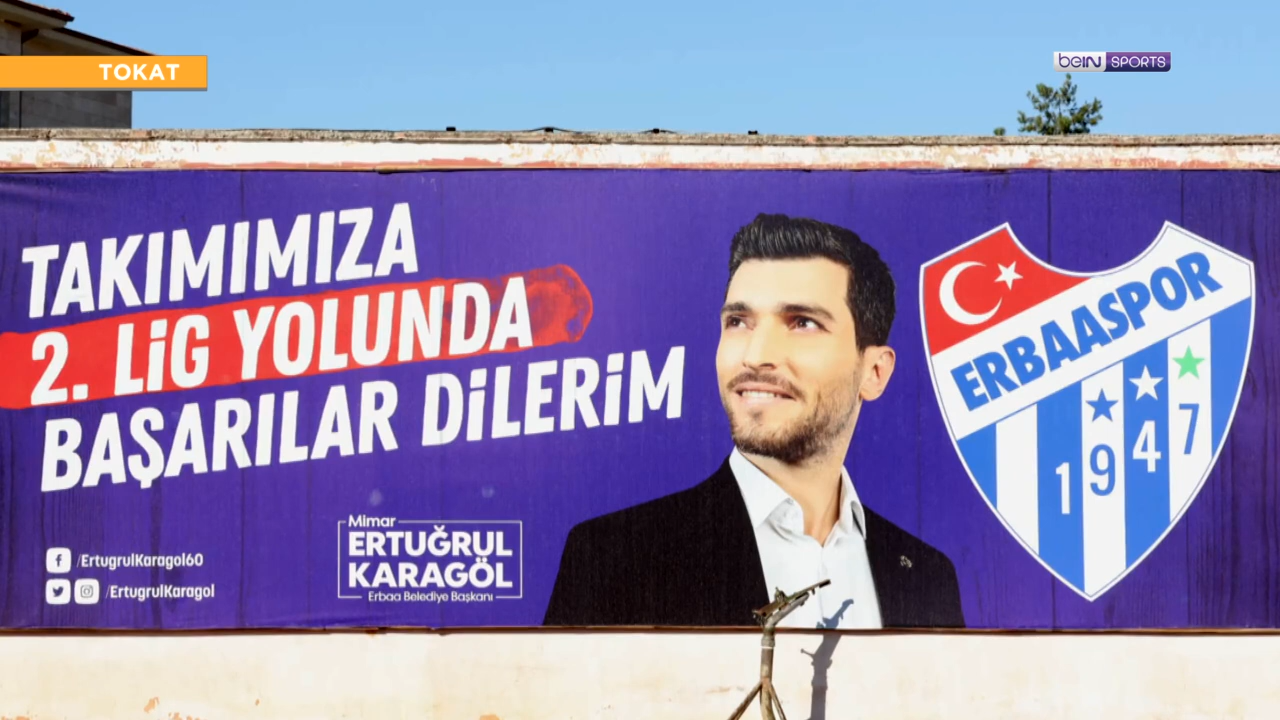 TOKAT
beIN SPORTS
TAKIMIMIZA
2. LiG YOLUNDA
BAŞARILAR DiLERiM
/ErtugrulKaragol60
/ErtugrulKaragol
Mimar
ERTUĞRUL
KARAGÖL
Erbaa Belediye Başkanı
ERBAASPOR
1947